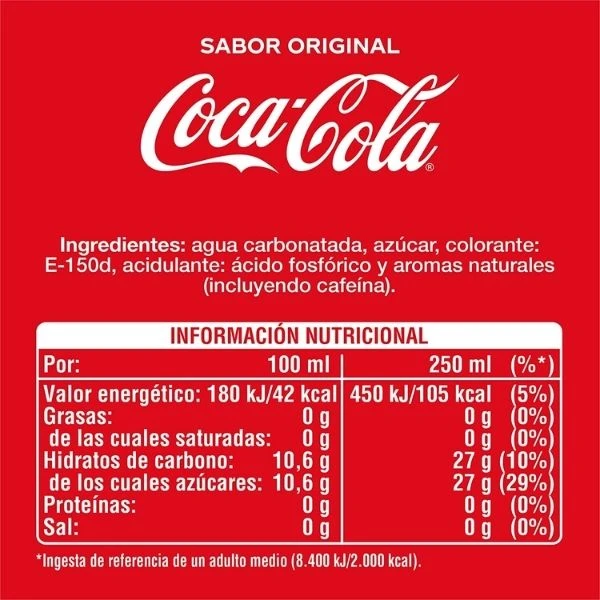 SABOR ORIGINAL
Coca-Cola®
Ingredientes: agua carbonatada, azúcar, colorante:
E-150d, acidulante: ácido fosfórico y aromas naturales
(incluyendo cafeína).
INFORMACIÓN NUTRICIONAL
Por: 100 ml 250 ml (%*)
Valor energético: 180 kJ/42 kcal 450 kJ/105 kcal (5%)
Grasas: 0 g 0 g (0%)
de las cuales saturadas: 0 g 0 g (0%)
Hidratos de carbono: 10,6 g 27 g (10%)
de los cuales azúcares: 10,6 g 27 g (29%)
Proteínas: 0 g 0 g (0%)
Sal: 0 g 0 g (0%)
*Ingesta de referencia de un adulto medio (8.400 kJ/2.000 kcal).